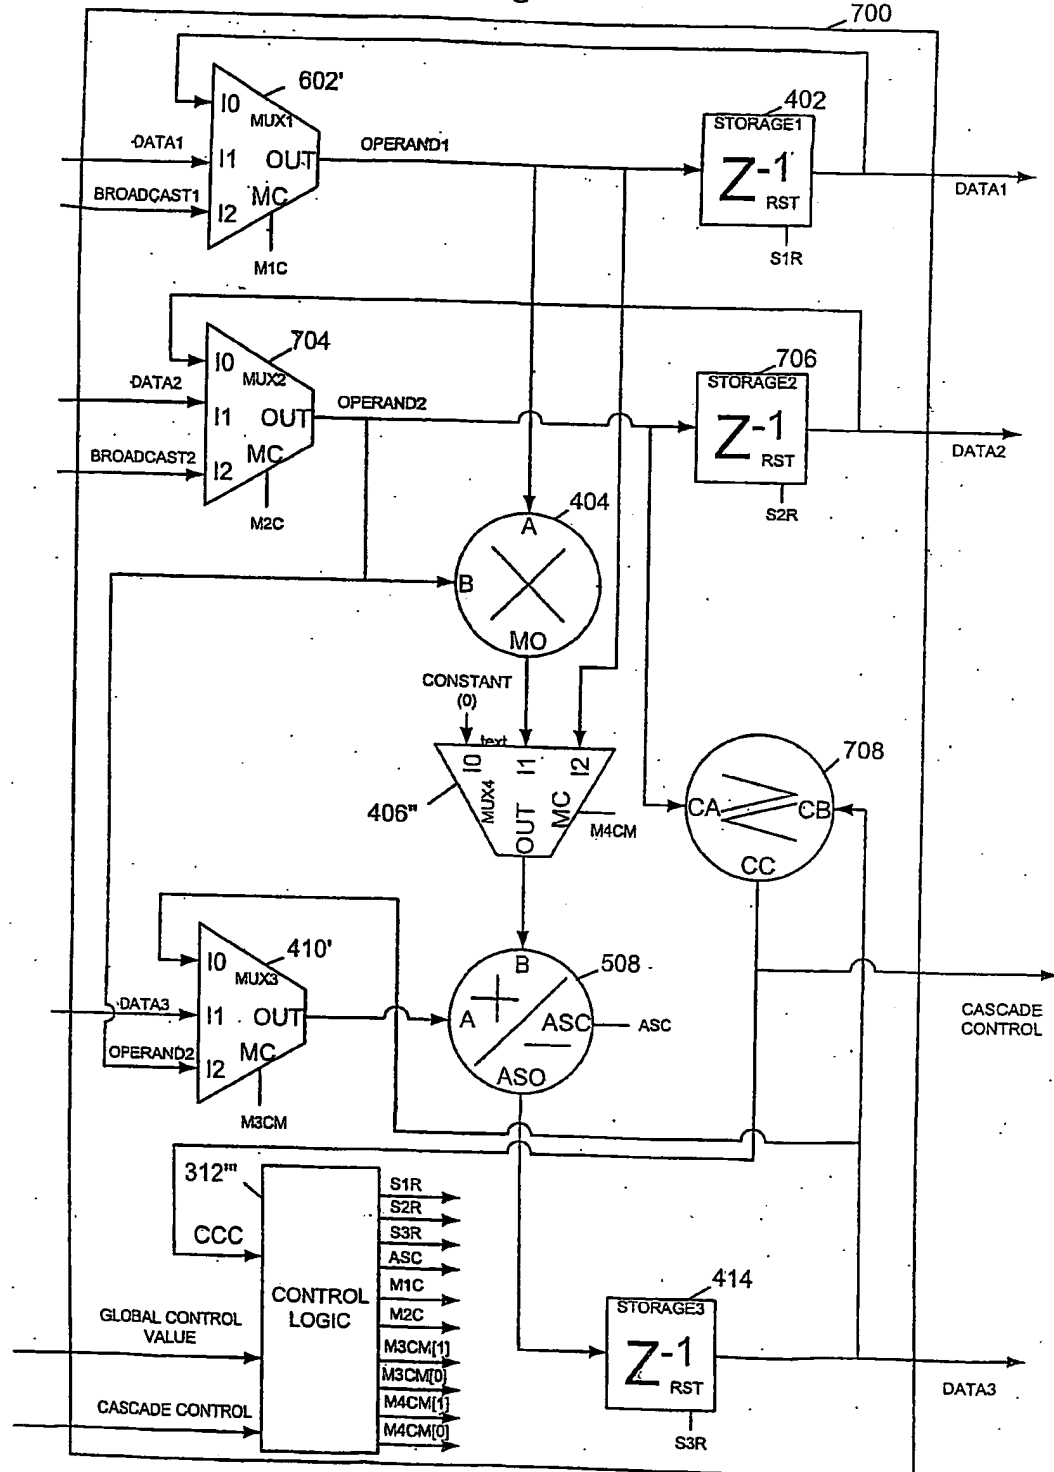 700
602'
I0
MUX1
DATA1
I1
OUT
OPERAND1
BROADCAST1
MC
I2
M1C
402
STORAGE1
Z-1
RST
S1R
DATA1
704
I0
MUX2
DATA2
I1
OUT
OPERAND2
BROADCAST2
MC
I2
M2C
706
STORAGE2
Z-1
RST
S2R
DATA2
404
A
B
MO
CONSTANT
(0)
text
I0
I1
I2
MUX4
OUT
MC
406"
M4CM
708
CA
CB
CC
410'
I0
MUX3
DATA3
I1
OUT
OPERAND2
MC
I2
M3CM
508
B
A
ASC
ASC
ASO
CASCADE
CONTROL
312'''
CCC
GLOBAL CONTROL
VALUE
CASCADE CONTROL
CONTROL
LOGIC
S1R
S2R
S3R
ASC
M1C
M2C
M3CM[1]
M3CM[0]
M4CM[1]
M4CM[0]
414
STORAGE3
Z-1
RST
S3R
DATA3